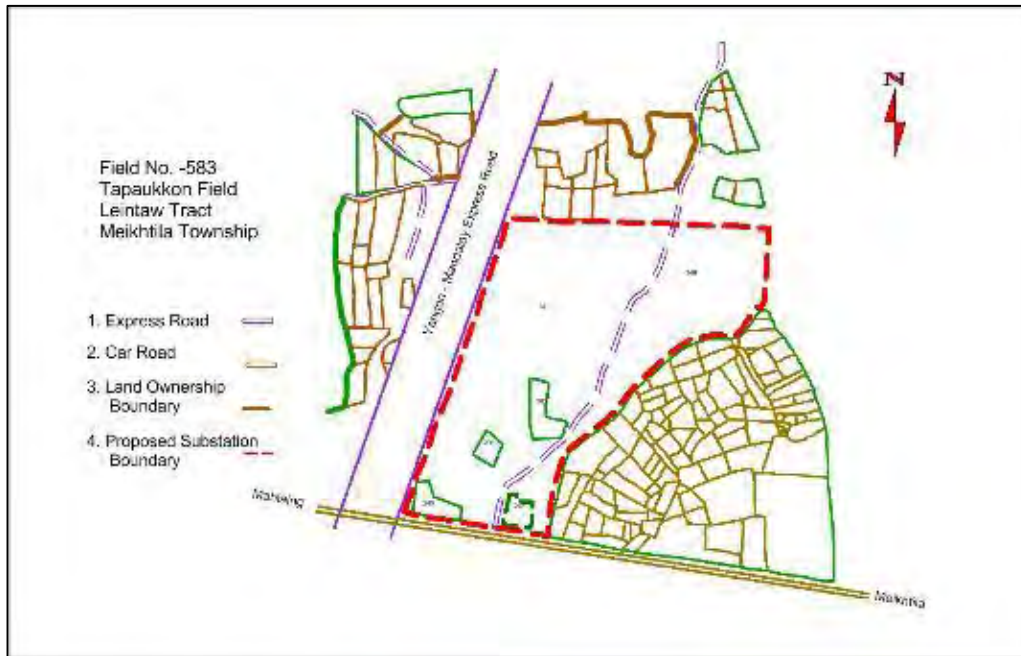 N
Field No. -583
Tapaukkon Field
Leintaw Tract
Meikhtila Township
Yangon - Mandalay Express Road
1. Express Road
2. Car Road
3. Land Ownership
Boundary
4. Proposed Substation
Boundary
Mahlaing
Meikhtila